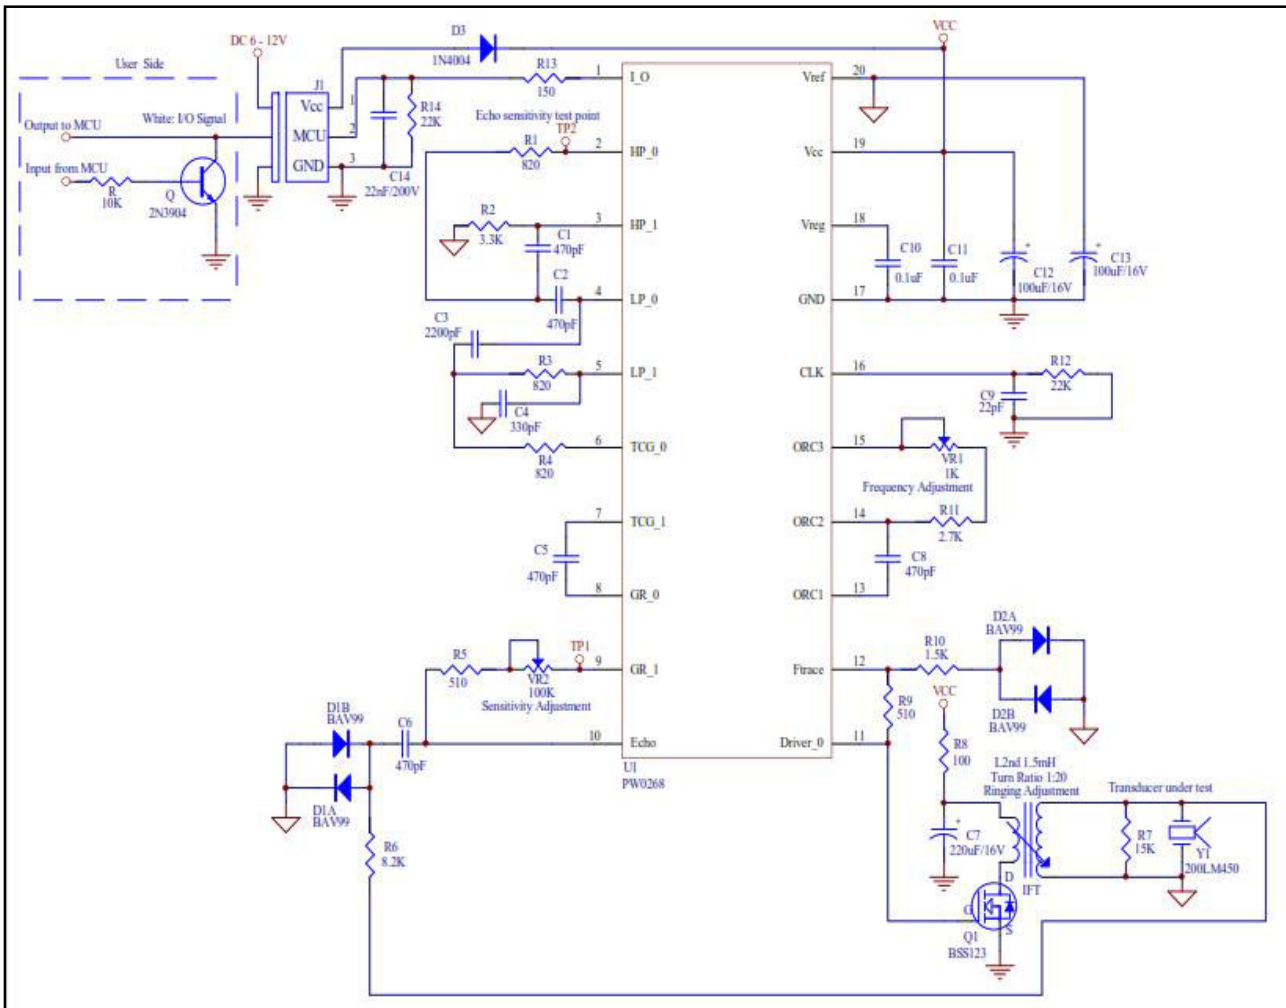 DC 6 - 12V
User Side
Output to MCU
White: I/O Signal
Input from MCU
R
10K
Q
2N3904
J1
Vcc
1
MCU
2
GND
3
D3
1N4004
VCC
R13
150
R14
22K
C14
22nF/200V
Echo sensitivity test point
TP2
R1
820
R2
3.3K
C1
470pF
C2
470pF
C3
2200pF
R3
820
C4
330pF
R4
820
C5
470pF
TP1
R5
510
VR2
100K
Sensitivity Adjustment
D1B
BAV99
C6
470pF
D1A
BAV99
R6
8.2K
1
I_O
2
HP_0
3
HP_1
4
LP_0
5
LP_1
6
TCG_0
7
TCG_1
8
GR_0
9
GR_1
10
Echo
U1
PW0268
Vref
20
Vcc
19
Vreg
18
GND
17
CLK
16
ORC3
15
ORC2
14
ORC1
13
Ftrace
12
Driver_0
11
C10
0.1uF
C11
0.1uF
+
C12
100uF/16V
+
C13
100uF/16V
R12
22K
C9
22pF
VR1
1K
Frequency Adjustment
R11
2.7K
C8
470pF
D2A
BAV99
R10
1.5K
D2B
BAV99
R9
510
VCC
R8
100
L2nd 1.5mH
Turn Ratio 1:20
Ringing Adjustment
Transducer under test
+
C7
220uF/16V
R7
15K
Y1
200LM450
IFT
D
G
S
Q1
BSS123